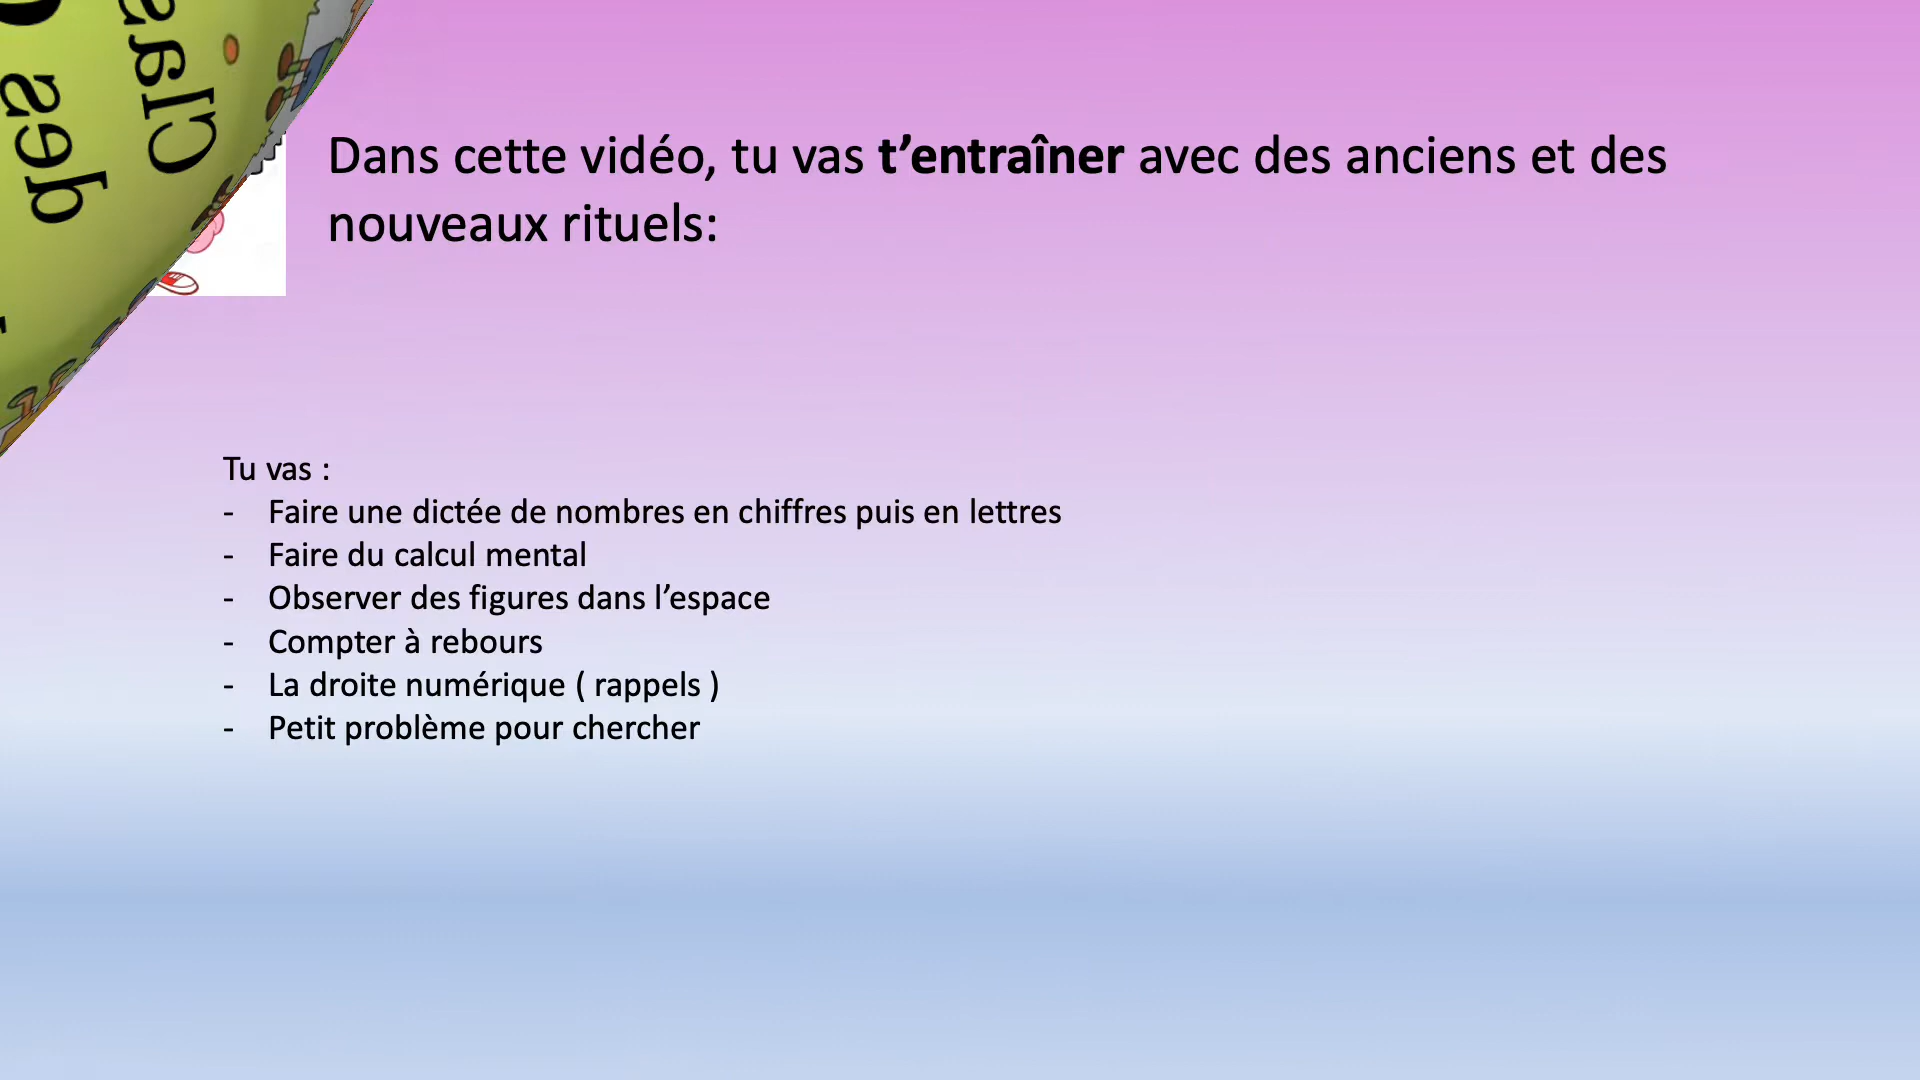 Dans cette vidéo, tu vas t’entraîner avec des anciens et des
nouveaux rituels:
Tu vas :
- Faire une dictée de nombres en chiffres puis en lettres
- Faire du calcul mental
- Observer des figures dans l’espace
- Compter à rebours
- La droite numérique ( rappels )
- Petit problème pour chercher